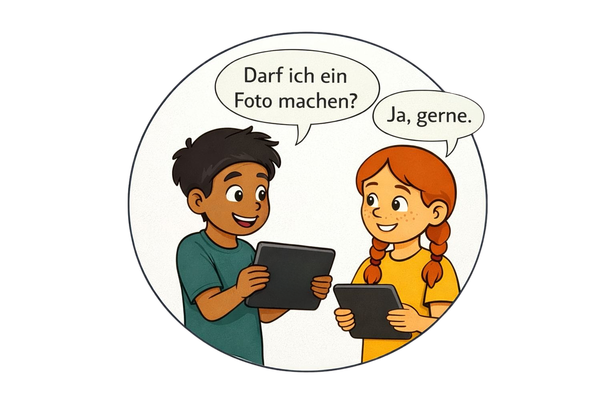 Darf ich ein
Foto machen?
Ja, gerne.